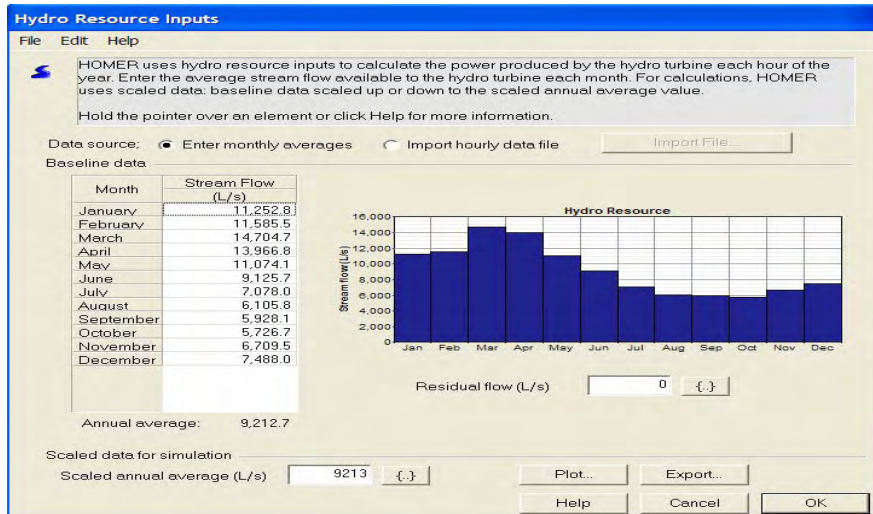 Hydro Resource Inputs
File Edit Help
HOMER uses hydro resource inputs to calculate the power produced by the hydro turbine each hour of the
year. Enter the average stream flow available to the hydro turbine each month. For calculations, HOMER
uses scaled data: baseline data scaled up or down to the scaled annual average value.
Hold the pointer over an element or click Help for more information.
Data source: Enter monthly averages Import hourly data file Import File...
Baseline data
Month Stream Flow
(L/s)
January 11,252.8
February 11,585.5
March 14,704.7
April 13,966.8
May 11,074.1
June 9,125.7
July 7,078.0
August 6,105.8
September 5,928.1
October 5,726.7
November 6,709.5
December 7,488.0
Annual average: 9,212.7
Hydro Resource
Stream flow (L/s)
16,000
14,000
12,000
10,000
8,000
6,000
4,000
2,000
0
Jan Feb Mar Apr May Jun Jul Aug Sep Oct Nov Dec
Residual flow (L/s) 0 {..}
Scaled data for simulation
Scaled annual average (L/s) 9213 {..}
Plot... Export...
Help Cancel OK